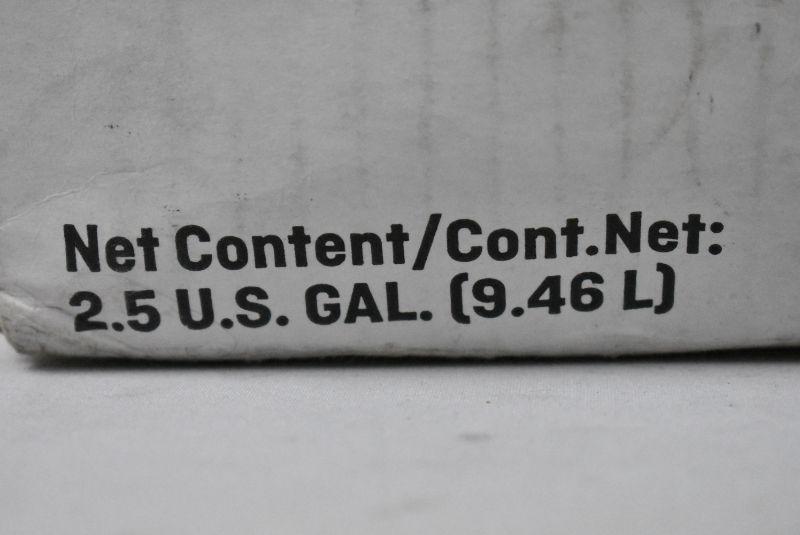 Net Content/Cont.Net:
2.5 U.S. GAL. (9.46 L)